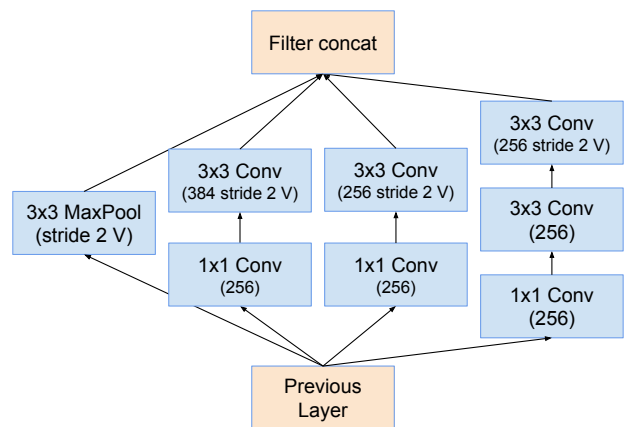 Filter concat
3x3 MaxPool
(stride 2 V)
3x3 Conv
(384 stride 2 V)
1x1 Conv
(256)
3x3 Conv
(256 stride 2 V)
1x1 Conv
(256)
3x3 Conv
(256 stride 2 V)
3x3 Conv
(256)
1x1 Conv
(256)
Previous
Layer